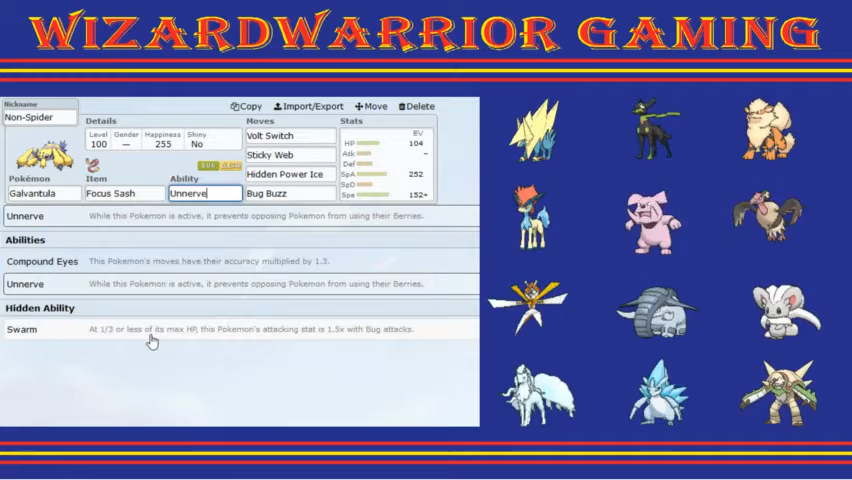 WIZARDWARRIOR GAMING
Nickname
Non-Spider
Copy Import/Export Move Delete
Details Moves Stats
Level Gender Happiness Shiny
100 — 255 No
Volt Switch
Sticky Web
Hidden Power Ice
Bug Buzz
EV
HP 104
Atk –
Def
SpA 252
SpD
Spe 152+
BUG
Pokémon Item Ability
Galvantula Focus Sash Unnerve
Unnerve While this Pokemon is active, it prevents opposing Pokemon from using their Berries.
Abilities
Compound Eyes This Pokemon's moves have their accuracy multiplied by 1.3.
Unnerve While this Pokemon is active, it prevents opposing Pokemon from using their Berries.
Hidden Ability
Swarm At 1/3 or less of its max HP, this Pokemon's attacking stat is 1.5x with Bug attacks.